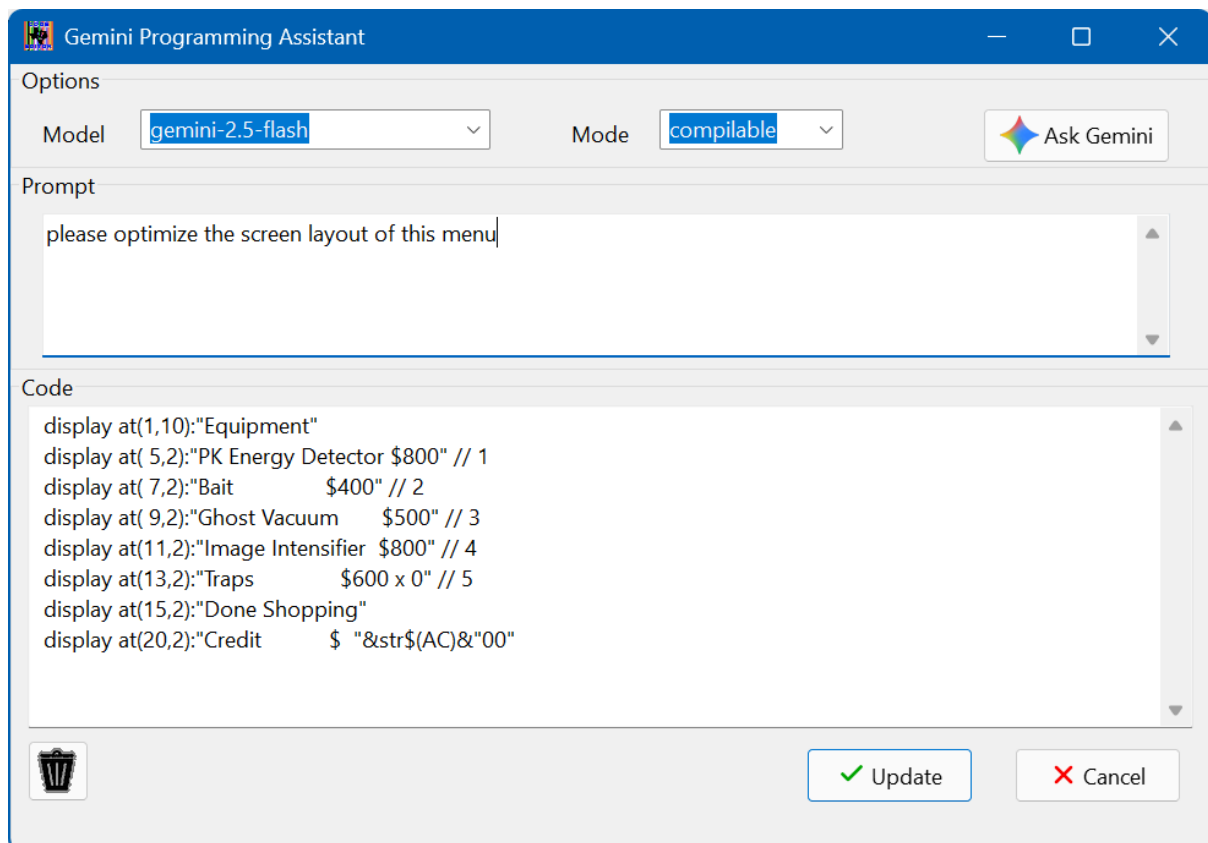 Gemini Programming Assistant
Options
Model gemini-2.5-flash Mode compilable Ask Gemini
Prompt
please optimize the screen layout of this menu
Code
display at(1,10):"Equipment"
display at( 5,2):"PK Energy Detector $800" // 1
display at( 7,2):"Bait               $400" // 2
display at( 9,2):"Ghost Vacuum       $500" // 3
display at(11,2):"Image Intensifier  $800" // 4
display at(13,2):"Traps              $600 x 0" // 5
display at(15,2):"Done Shopping"
display at(20,2):"Credit           $  "&str$(AC)&"00"
Update Cancel